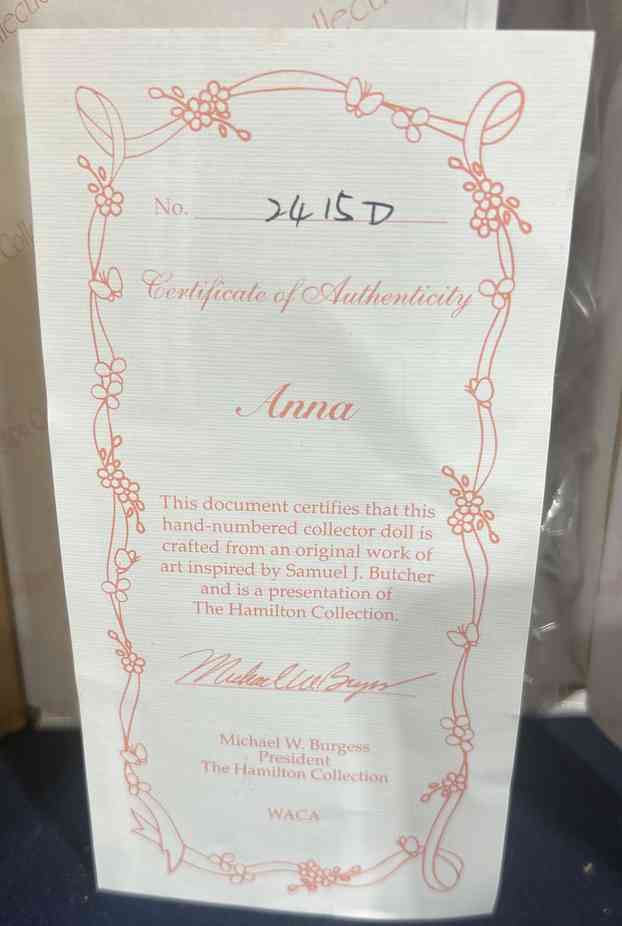 No. 2415D
Certificate of Authenticity
Anna
This document certifies that this
hand-numbered collector doll is
crafted from an original work of
art inspired by Samuel J. Butcher
and is a presentation of
The Hamilton Collection.
Michael W. Burgess
Michael W. Burgess
President
The Hamilton Collection
WACA